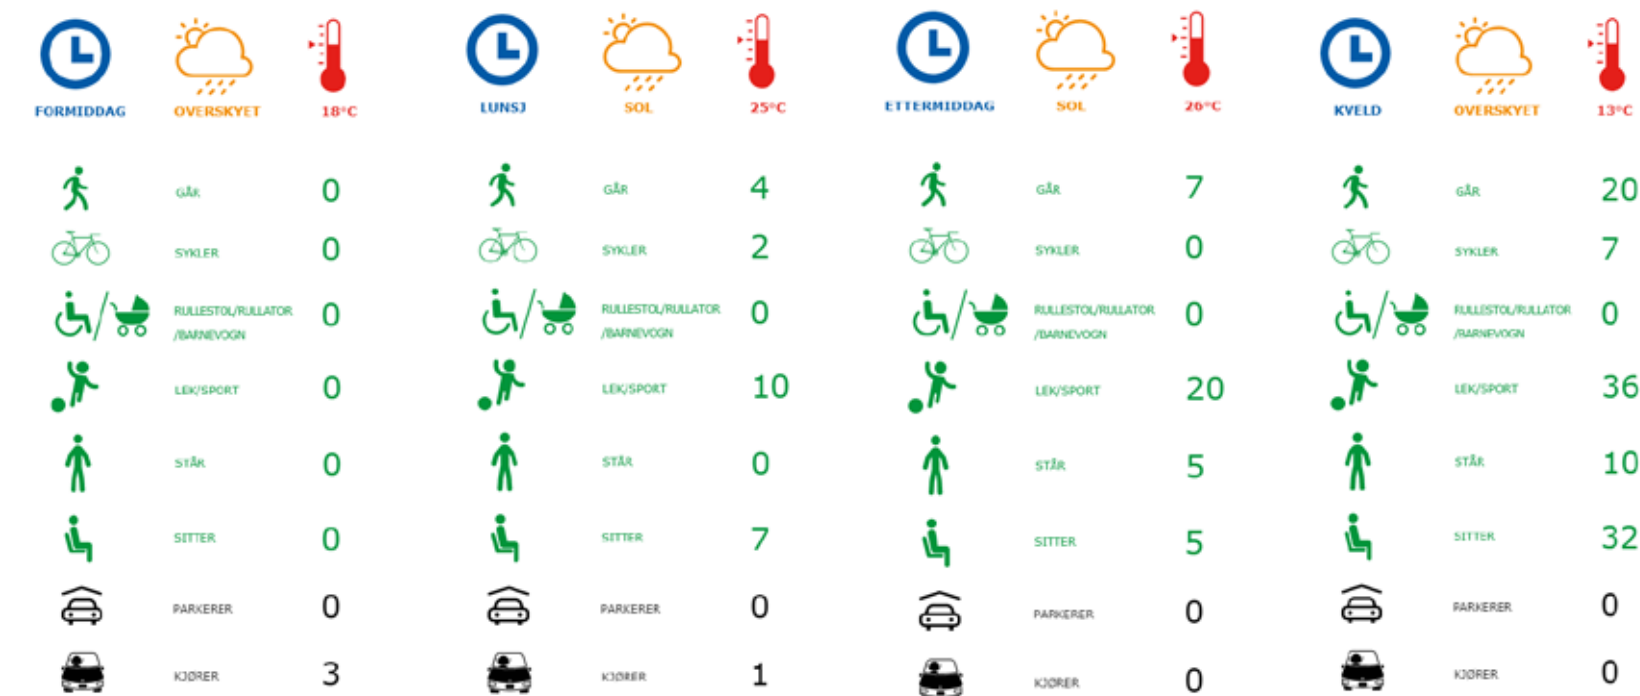 FORMIDDAG OVERSKYET 18°C
GÅR 0
SYKLER 0
RULLESTOL/RULLATOR 0
/BARNEVOGN
LEK/SPORT 0
STÅR 0
SITTER 0
PARKERER 0
KJØRER 3
LUNSJ SOL 25°C
GÅR 4
SYKLER 2
RULLESTOL/RULLATOR 0
/BARNEVOGN
LEK/SPORT 10
STÅR 0
SITTER 7
PARKERER 0
KJØRER 1
ETTERMIDDAG SOL 26°C
GÅR 7
SYKLER 0
RULLESTOL/RULLATOR 0
/BARNEVOGN
LEK/SPORT 20
STÅR 5
SITTER 5
PARKERER 0
KJØRER 0
KVELD OVERSKYET 13°C
GÅR 20
SYKLER 7
RULLESTOL/RULLATOR 0
/BARNEVOGN
LEK/SPORT 36
STÅR 10
SITTER 32
PARKERER 0
KJØRER 0